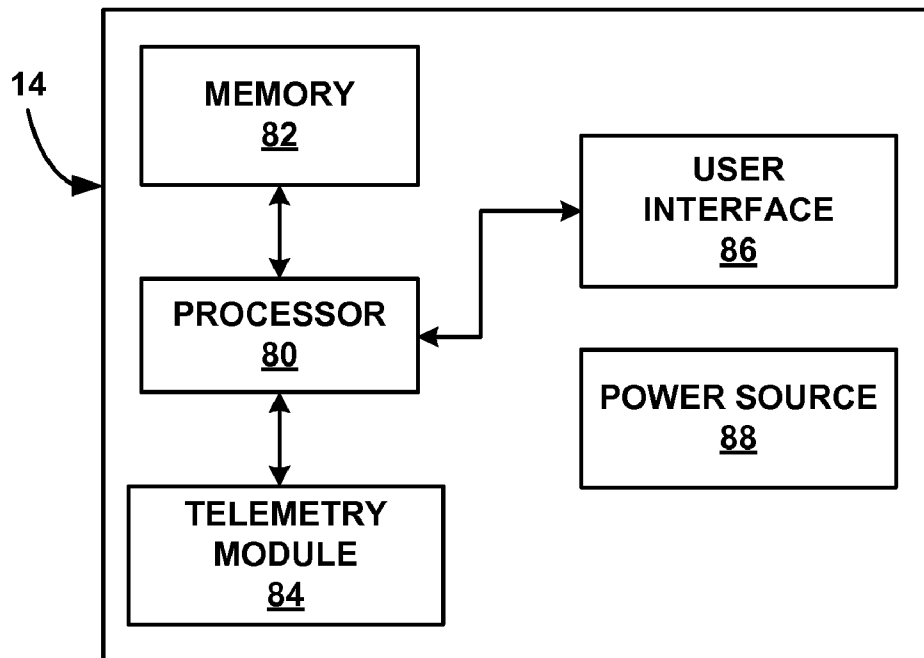 14
MEMORY
82
USER
INTERFACE
86
PROCESSOR
80
POWER SOURCE
88
TELEMETRY
MODULE
84